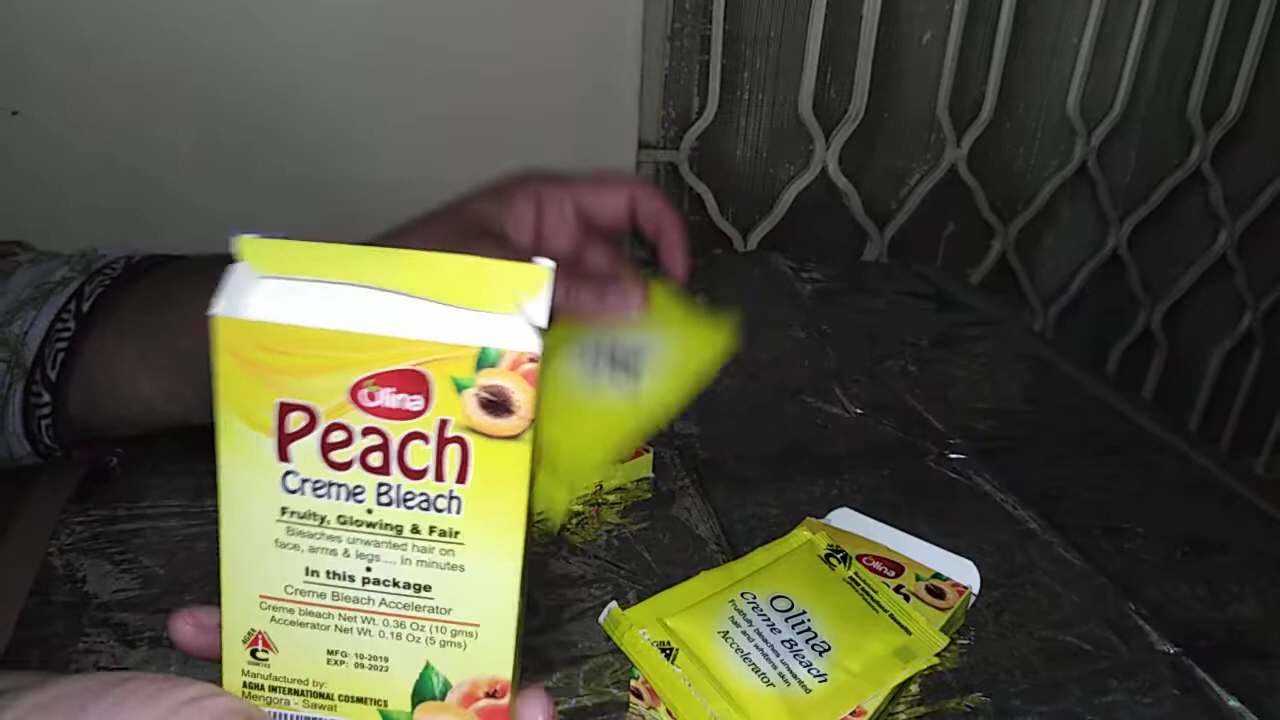 Olina
Peach
Creme Bleach
Fruity, Glowing & Fair
Bleaches unwanted hair on
face, arms & legs.... In minutes
In this package
Creme Bleach Accelerator
Creme bleach Net Wt. 0.36 Oz (10 gms)
Accelerator Net Wt. 0.18 Oz (5 gms)
AGHA
COSMETICS
MFG: 10-2019
EXP: 09-2022
Manufactured by:
AGHA INTERNATIONAL COSMETICS
Mengora - Sawat
Olina
Olina
Creme Bleach
Fruitfully bleaches unwanted
hair and whitens skin
Accelerator
AGHA